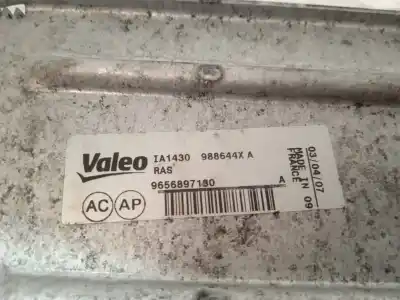 Valeo
IA1430 988644X A
RAS
9656897180 A
AC AP
03/04/07
MADE IN 09
FRANCE